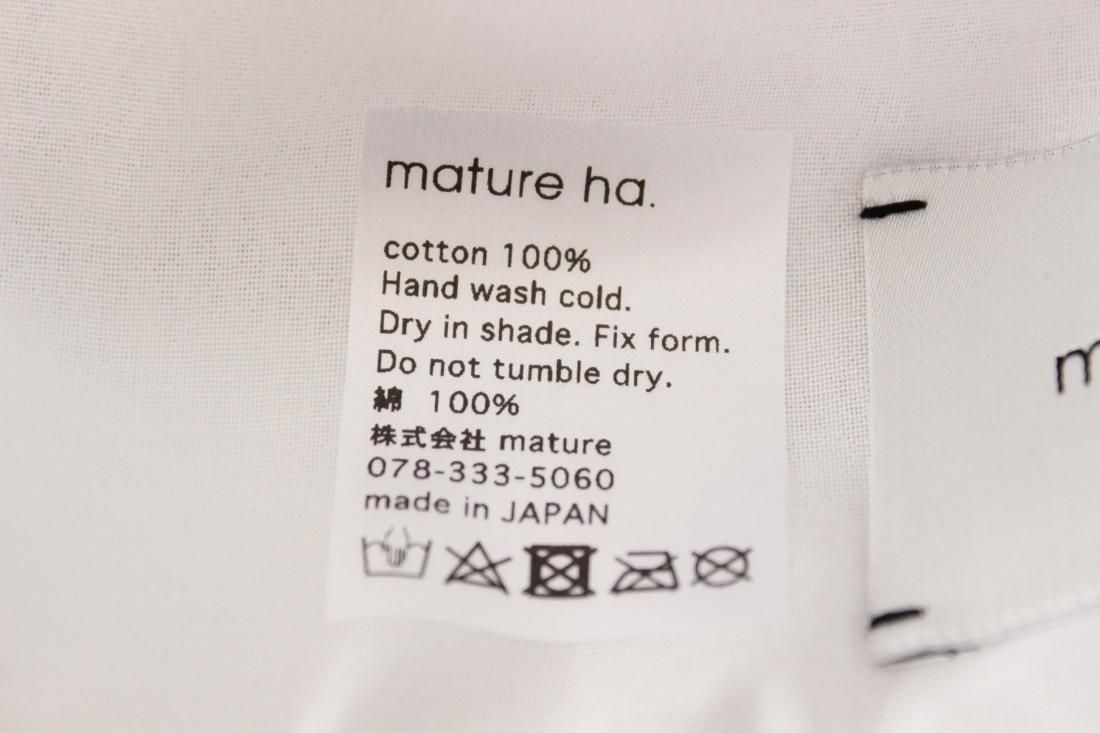 mature ha.
cotton 100%
Hand wash cold.
Dry in shade. Fix form.
Do not tumble dry.
綿 100%
株式会社 mature
078-333-5060
made in JAPAN
m